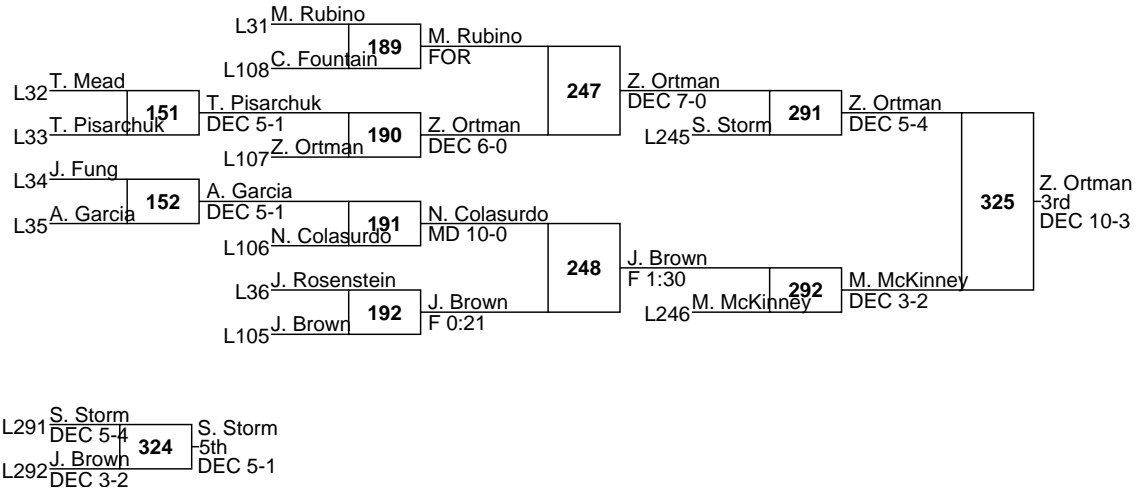 L31 M. Rubino
189
L108 C. Fountain
M. Rubino
FOR
L32 T. Mead
151
L33 T. Pisarchuk
T. Pisarchuk
DEC 5-1
190
L107 Z. Ortman
Z. Ortman
DEC 6-0
247
Z. Ortman
DEC 7-0
291
L245 S. Storm
Z. Ortman
DEC 5-4
L34 J. Fung
152
L35 A. Garcia
A. Garcia
DEC 5-1
191
L106 N. Colasurdo
N. Colasurdo
MD 10-0
L36 J. Rosenstein
192
L105 J. Brown
J. Brown
F 0:21
248
J. Brown
F 1:30
292
L246 M. McKinney
M. McKinney
DEC 3-2
325
Z. Ortman
3rd
DEC 10-3
L291 S. Storm
DEC 5-4
324
L292 J. Brown
DEC 3-2
S. Storm
5th
DEC 5-1